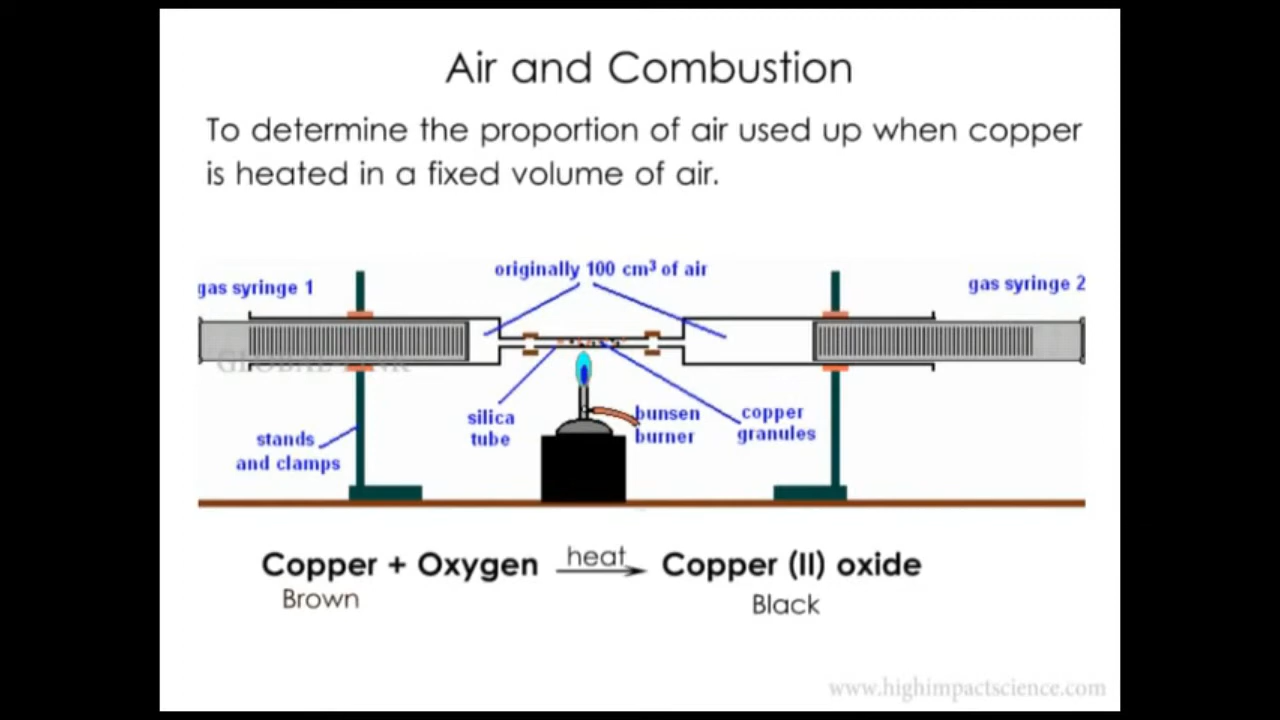 Air and Combustion
To determine the proportion of air used up when copper
is heated in a fixed volume of air.
originally 100 cm³ of air
gas syringe 1
gas syringe 2
silica
tube
bunsen
burner
copper
granules
stands
and clamps
Copper + Oxygen heat Copper (II) oxide
Brown
Black
www.highimpactscience.com